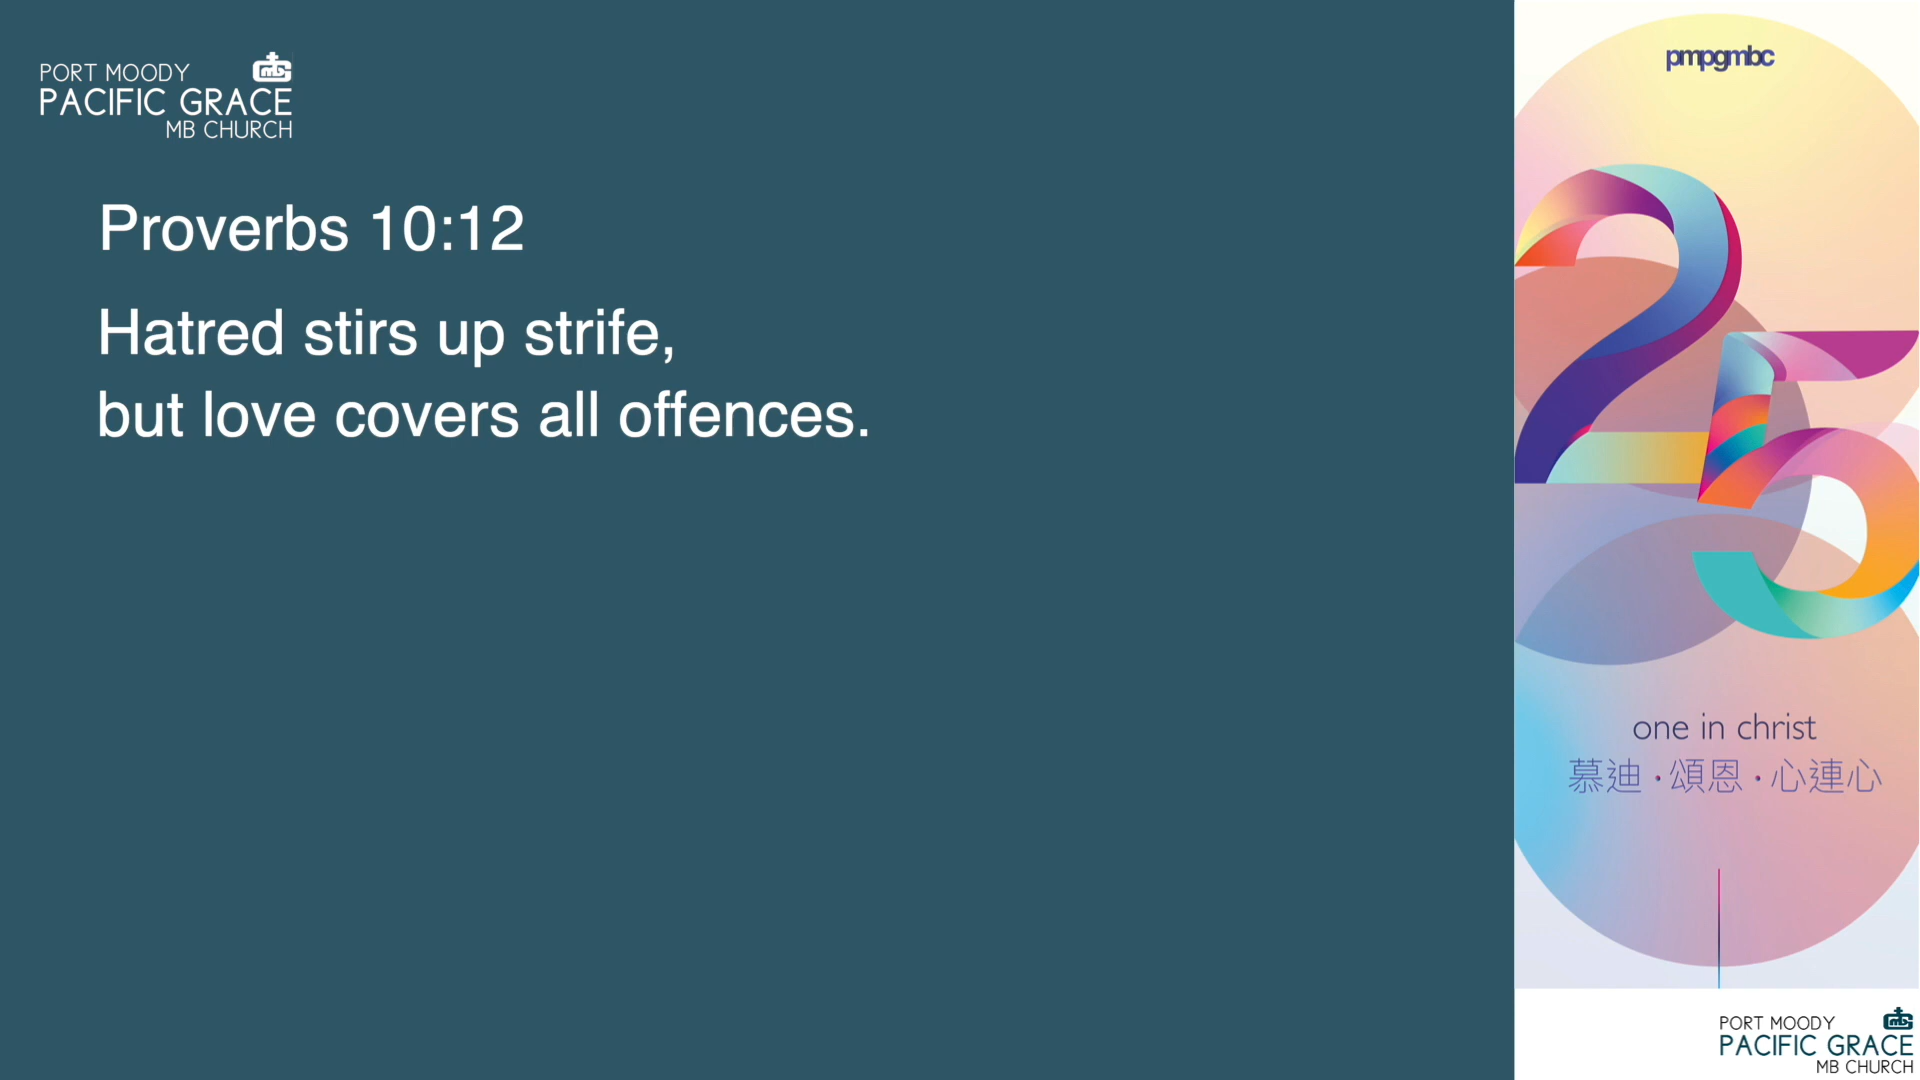 PORT MOODY
PACIFIC GRACE
MB CHURCH
Proverbs 10:12
Hatred stirs up strife,
but love covers all offences.
pmpgmbc
25
one in christ
慕迪·頌恩·心連心
PORT MOODY
PACIFIC GRACE
MB CHURCH